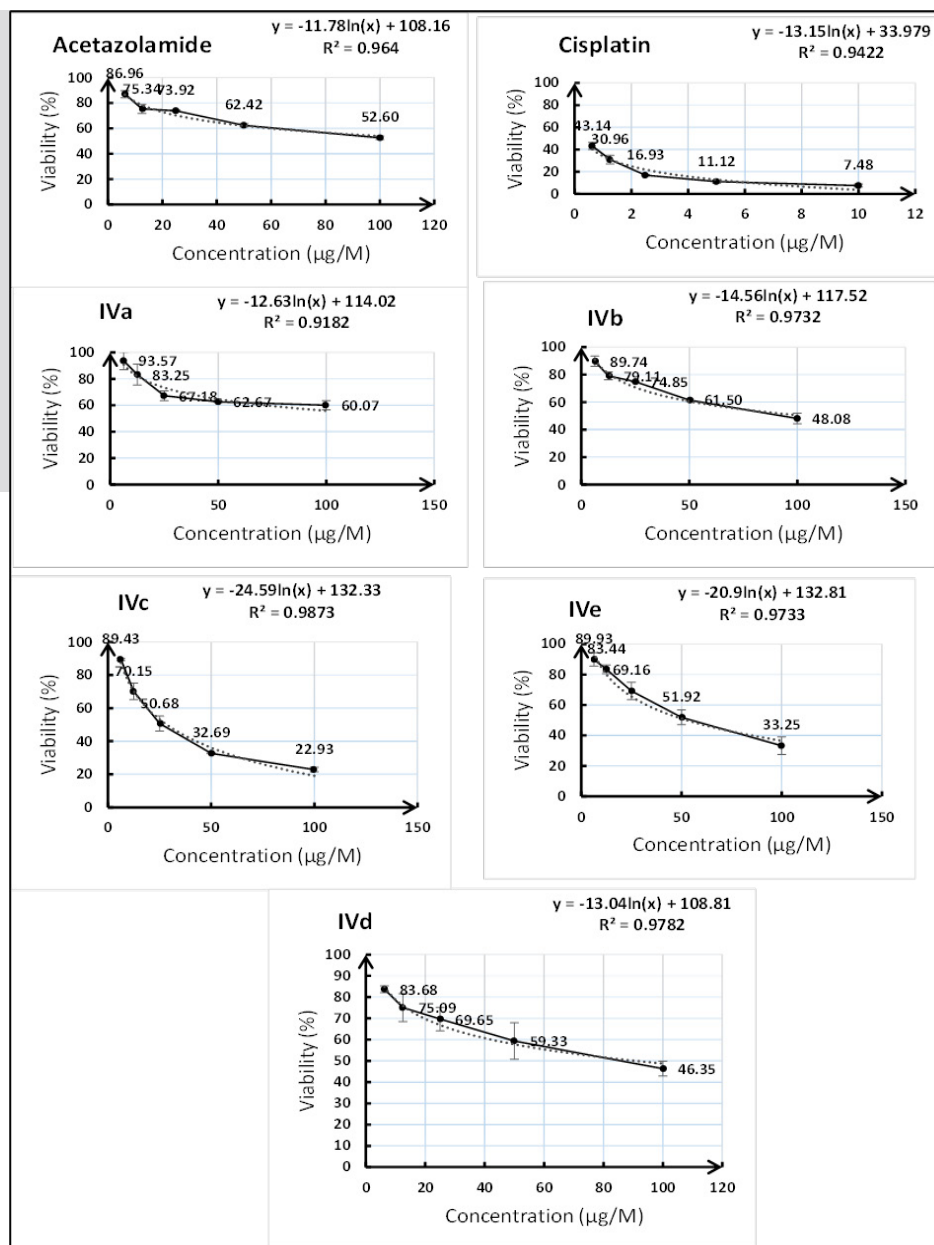 Acetazolamide
y = -11.78ln(x) + 108.16
R² = 0.964
86.96
75.34
73.92
62.42
52.60
100
80
60
40
20
0
0 20 40 60 80 100 120
Viability (%)
Concentration (µg/M)
Cisplatin
y = -13.15ln(x) + 33.979
R² = 0.9422
43.14
30.96
16.93
11.12
7.48
100
80
60
40
20
0
0 2 4 6 8 10 12
Viability (%)
Concentration (µg/M)
IVa
y = -12.63ln(x) + 114.02
R² = 0.9182
93.57
83.25
67.18
62.67
60.07
100
80
60
40
20
0
0 50 100 150
Viability (%)
Concentration (µg/M)
IVb
y = -14.56ln(x) + 117.52
R² = 0.9732
89.74
79.11
74.85
61.50
48.08
100
80
60
40
20
0
0 50 100 150
Viability (%)
Concentration (µg/M)
IVc
y = -24.59ln(x) + 132.33
R² = 0.9873
89.43
70.15
50.68
32.69
22.93
100
80
60
40
20
0
0 50 100 150
Viability (%)
Concentration (µg/M)
IVe
y = -20.9ln(x) + 132.81
R² = 0.9733
89.93
83.44
69.16
51.92
33.25
100
80
60
40
20
0
0 50 100 150
Viability (%)
Concentration (µg/M)
IVd
y = -13.04ln(x) + 108.81
R² = 0.9782
83.68
75.09
69.65
59.33
46.35
100
90
80
70
60
50
40
30
20
10
0
0 20 40 60 80 100 120
Viability (%)
Concentration (µg/M)